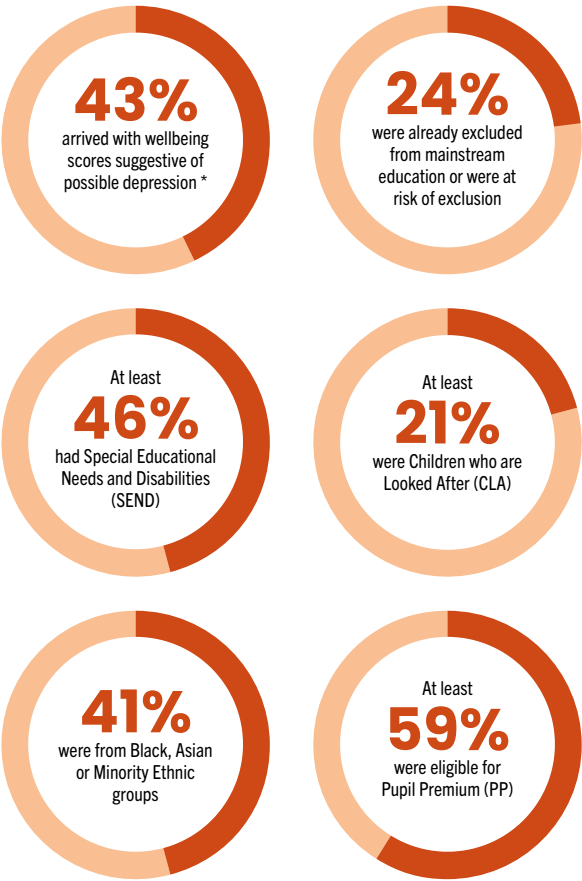 43%
arrived with wellbeing
scores suggestive of
possible depression *
24%
were already excluded
from mainstream
education or were at
risk of exclusion
At least
46%
had Special Educational
Needs and Disabilities
(SEND)
At least
21%
were Children who are
Looked After (CLA)
41%
were from Black, Asian
or Minority Ethnic
groups
At least
59%
were eligible for
Pupil Premium (PP)